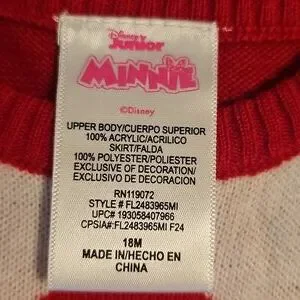 Disney
Junior
MINNIE
©Disney
UPPER BODY/CUERPO SUPERIOR
100% ACRYLIC/ACRILICO
SKIRT/FALDA
100% POLYESTER/POLIESTER
EXCLUSIVE OF DECORATION/
EXCLUSIVO DE DECORACION
RN119072
STYLE # FL2483965MI
UPC# 193058407966
CPSIA#: FL2483965MI F24
18M
MADE IN/HECHO EN
CHINA